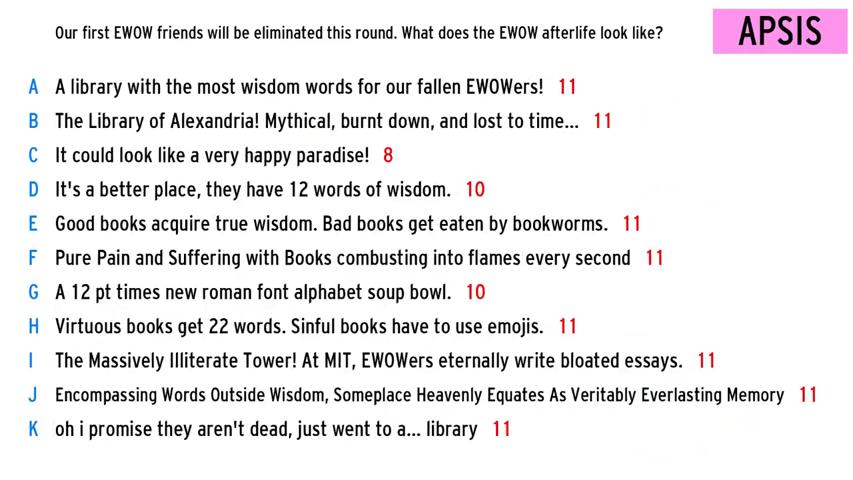 Our first EWOW friends will be eliminated this round. What does the EWOW afterlife look like?
APSIS
A A library with the most wisdom words for our fallen EWOWers! 11
B The Library of Alexandria! Mythical, burnt down, and lost to time... 11
C It could look like a very happy paradise! 8
D It's a better place, they have 12 words of wisdom. 10
E Good books acquire true wisdom. Bad books get eaten by bookworms. 11
F Pure Pain and Suffering with Books combusting into flames every second 11
G A 12 pt times new roman font alphabet soup bowl. 10
H Virtuous books get 22 words. Sinful books have to use emojis. 11
I The Massively Illiterate Tower! At MIT, EWOWers eternally write bloated essays. 11
J Encompassing Words Outside Wisdom, Someplace Heavenly Equates As Veritably Everlasting Memory 11
K oh i promise they aren't dead, just went to a... library 11